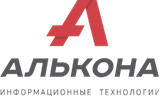 АЛЬКОНА
ИНФОРМАЦИОННЫЕ ТЕХНОЛОГИИ